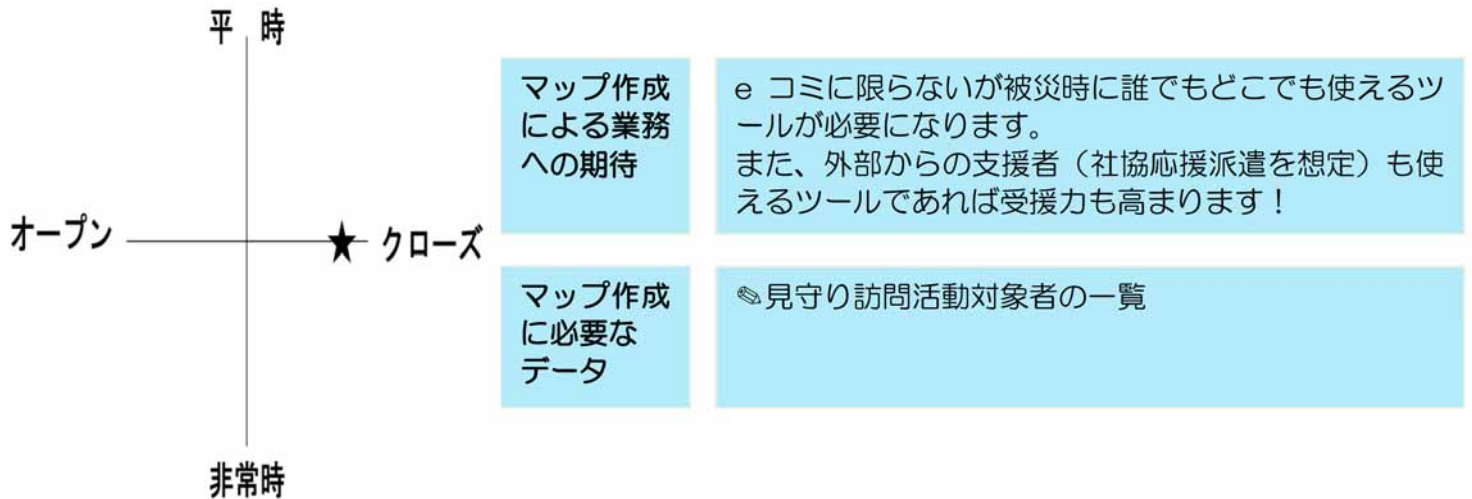 平 時
オープン
★
クローズ
非常時
マップ作成
による業務
への期待
e コミに限らないが被災時に誰でもどこでも使えるツ
ールが必要になります。
また、外部からの支援者（社協応援派遣を想定）も使
えるツールであれば受援力も高まります！
マップ作成
に必要な
データ
✎見守り訪問活動対象者の一覧